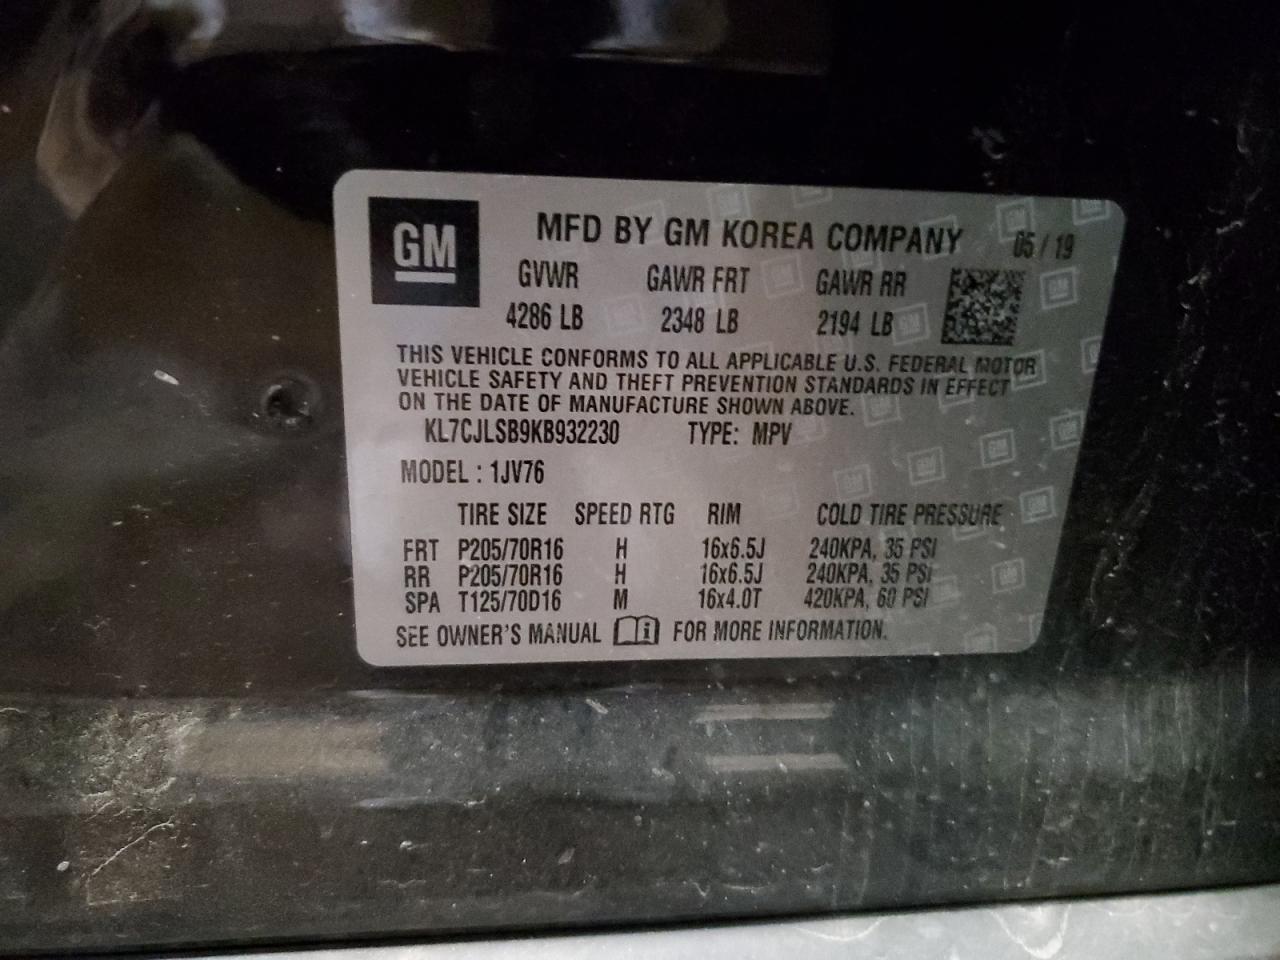 GM
MFD BY GM KOREA COMPANY 05 / 19
GVWR GAWR FRT GAWR RR
4286 LB 2348 LB 2194 LB
THIS VEHICLE CONFORMS TO ALL APPLICABLE U.S. FEDERAL MOTOR
VEHICLE SAFETY AND THEFT PREVENTION STANDARDS IN EFFECT
ON THE DATE OF MANUFACTURE SHOWN ABOVE.
KL7CJLSB9KB932230 TYPE: MPV
MODEL : 1JV76
TIRE SIZE SPEED RTG RIM COLD TIRE PRESSURE
FRT P205/70R16 H 16x6.5J 240KPA, 35 PSI
RR P205/70R16 H 16x6.5J 240KPA, 35 PSI
SPA T125/70D16 M 16x4.0T 420KPA, 60 PSI
SEE OWNER'S MANUAL FOR MORE INFORMATION.